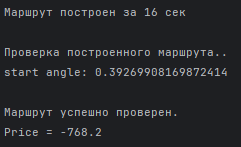 Маршрут построен за 16 сек
Проверка построенного маршрута..
start angle: 0.39269908169872414
Маршрут успешно проверен.
Price = -768.2